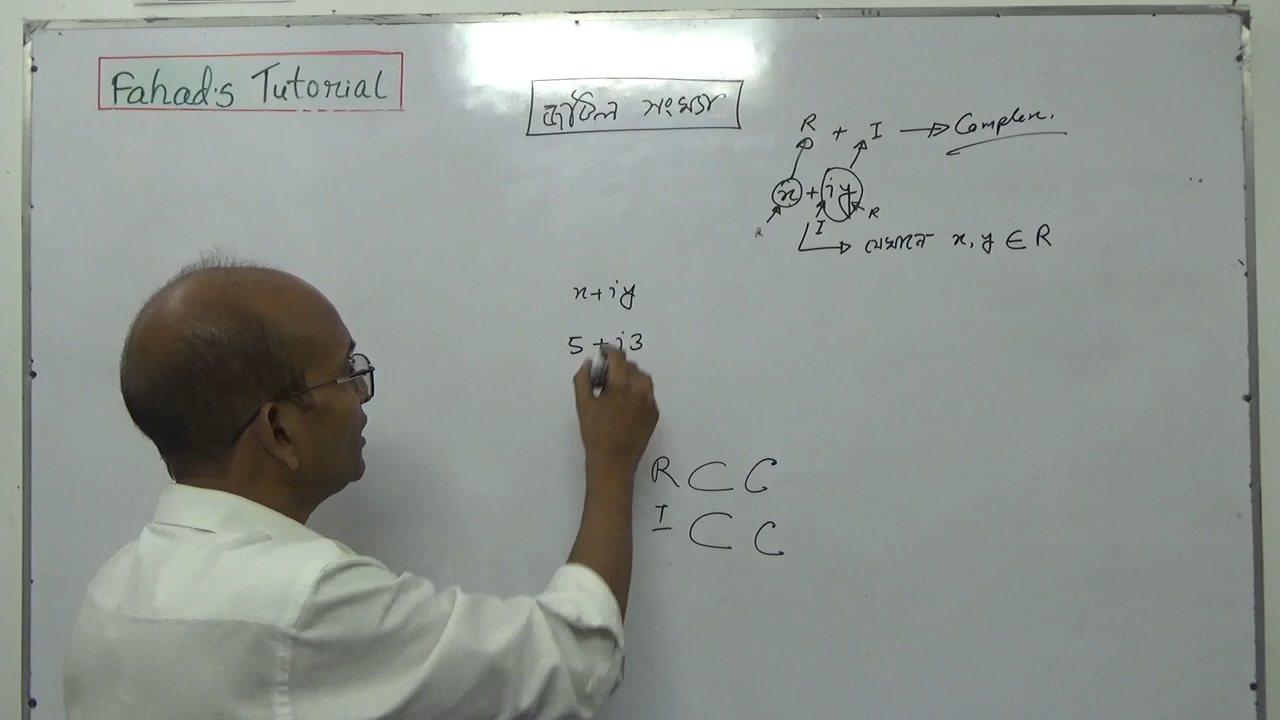 Fahad's Tutorial
জটিল সংখ্যা
R + I → Complex.
x + iy
R I R
যেখানে x, y ∈ R
x+iy
5+i3
R ⊂ C
I ⊂ C